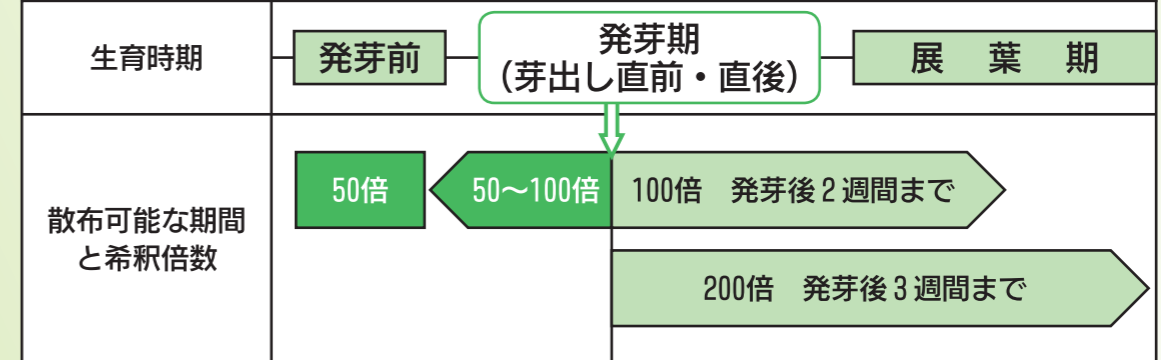 生育時期
発芽前
発芽期
(芽出し直前・直後)
展葉期
散布可能な期間
と希釈倍数
50倍
50〜100倍
100倍 発芽後2週間まで
200倍 発芽後3週間まで